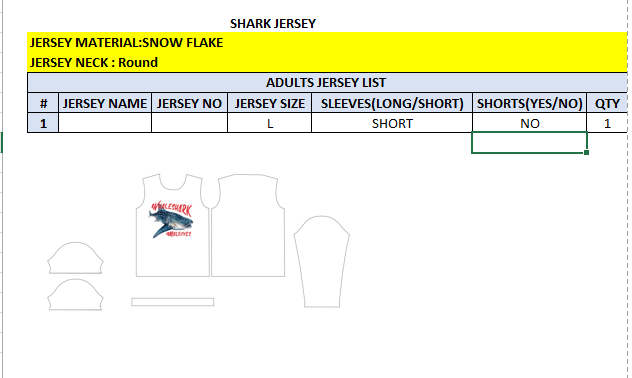 SHARK JERSEY
JERSEY MATERIAL:SNOW FLAKE
JERSEY NECK : Round
ADULTS JERSEY LIST
# JERSEY NAME JERSEY NO JERSEY SIZE SLEEVES(LONG/SHORT) SHORTS(YES/NO) QTY
1 L SHORT NO 1
WHALESHARK
MALDIVES